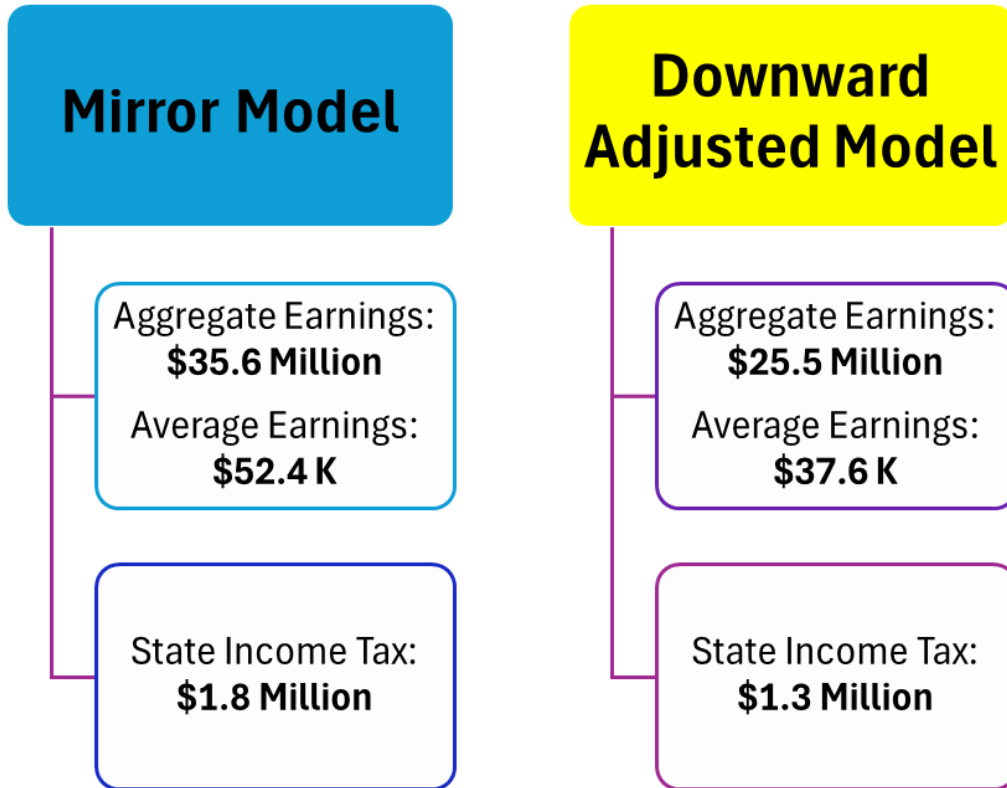 Mirror Model
Aggregate Earnings:
$35.6 Million
Average Earnings:
$52.4 K
State Income Tax:
$1.8 Million
Downward
Adjusted Model
Aggregate Earnings:
$25.5 Million
Average Earnings:
$37.6 K
State Income Tax:
$1.3 Million